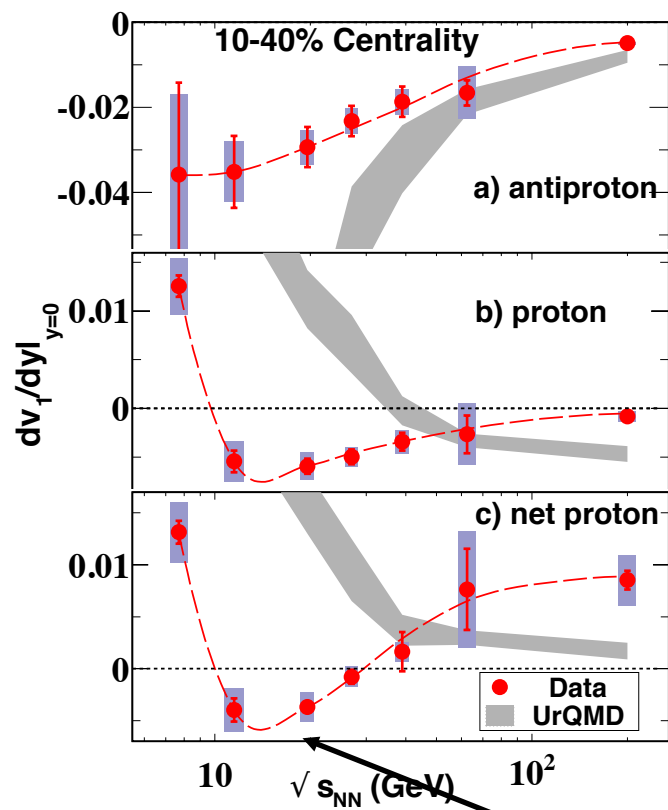 10-40% Centrality
0
-0.02
-0.04
a) antiproton
0.01
0
b) proton
dv₁/dy|y=0
0.01
0
c) net proton
Data
UrQMD
10
10²
√ sNN (GeV)